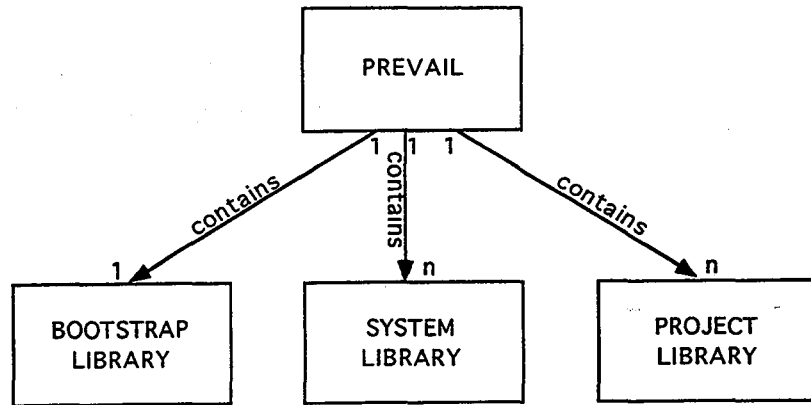 PREVAIL
1 1 1
contains
contains
contains
1
n
n
BOOTSTRAP
LIBRARY
SYSTEM
LIBRARY
PROJECT
LIBRARY